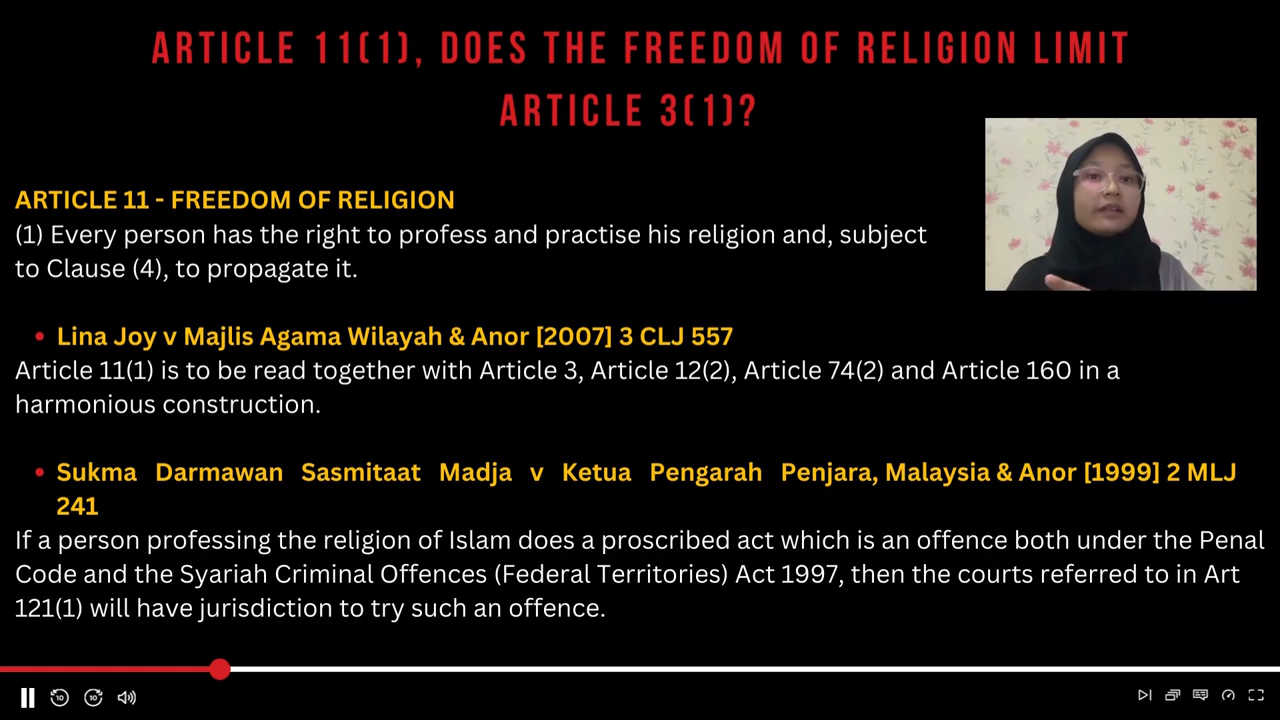 ARTICLE 11(1), DOES THE FREEDOM OF RELIGION LIMIT
ARTICLE 3(1)?
ARTICLE 11 - FREEDOM OF RELIGION
(1) Every person has the right to profess and practise his religion and, subject
to Clause (4), to propagate it.
• Lina Joy v Majlis Agama Wilayah & Anor [2007] 3 CLJ 557
Article 11(1) is to be read together with Article 3, Article 12(2), Article 74(2) and Article 160 in a
harmonious construction.
• Sukma Darmawan Sasmitaat Madja v Ketua Pengarah Penjara, Malaysia & Anor [1999] 2 MLJ
241
If a person professing the religion of Islam does a proscribed act which is an offence both under the Penal
Code and the Syariah Criminal Offences (Federal Territories) Act 1997, then the courts referred to in Art
121(1) will have jurisdiction to try such an offence.
10 10